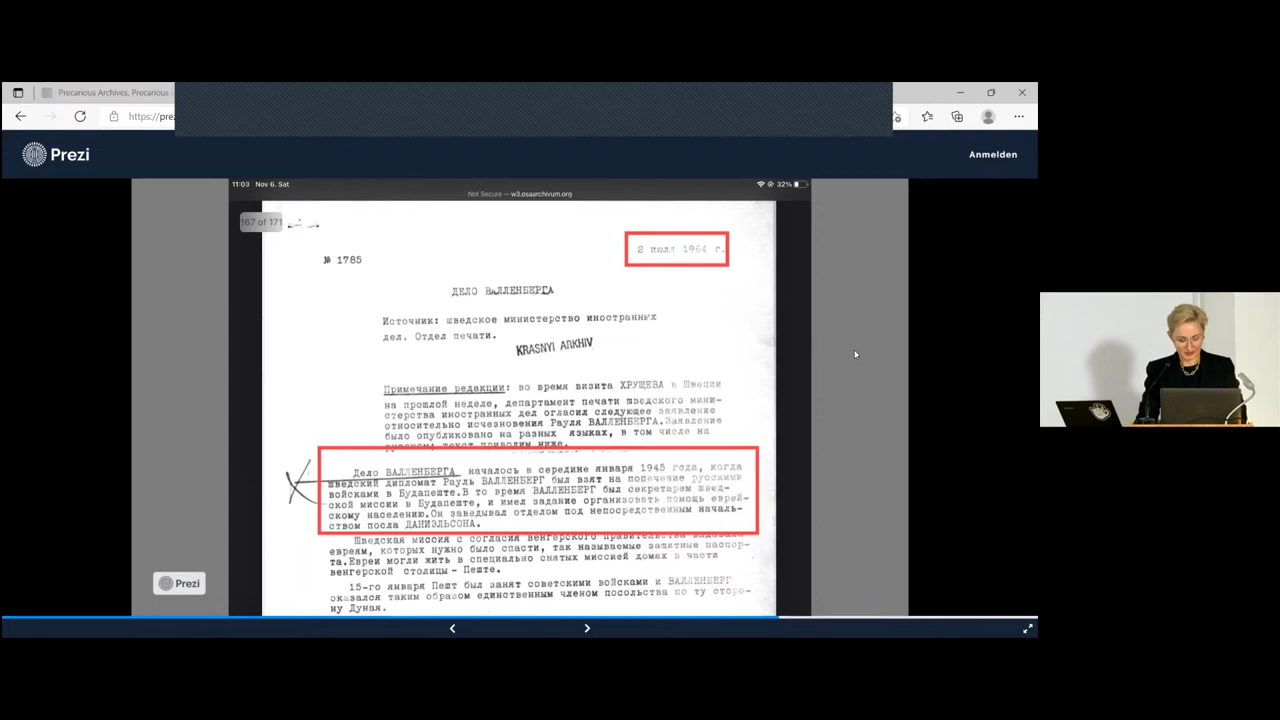 Precarious Archives. Precarious
https://prez
Prezi
Anmelden
11:03 Nov 6. Sat
32%
Not Secure — w3.osaarchivum.org
167 of 171
2 июля 1964 г.
№ 1785
ДЕЛО ВАЛЛЕНБЕРГА
Источник: шведское министерство иностранных
дел. Отдел печати.
KRASNYI ARKHIV
Примечание редакции: во время визита ХРУЩЕВА в Швеции
на прошлой неделе, департамент печати шведского мини-
стерства иностранных дел огласил следующее заявление
относительно исчезновения Рауля ВАЛЛЕНБЕРГА.Заявление
было опубликовано на разных языках, в том числе на
русском; текст приводим ниже.
Дело ВАЛЛЕНБЕРГА началось в середине января 1945 года, когда
шведский дипломат Рауль ВАЛЛЕНБЕРГ был взят на попечение русскими
войсками в Будапеште.В то время ВАЛЛЕНБЕРГ был секретарем швед-
ской миссии в Будапеште, и имел задание организовать помощь еврей-
скому населению.Он заведывал отделом под непосредственным началь-
ством посла ДАНИЭЛЬСОНА.
Шведская миссия с согласия венгерского правительства
евреям, которых нужно было спасти, так называемые защитные паспор-
та.Евреи могли жить в специально снятых миссией домах в части
венгерской столицы - Пеште.
15-го января Пешт был занят советскими войсками и ВАЛЛЕНБЕРГ
оказался таким образом единственным членом посольства по ту сторо-
ну Дуная.
Prezi